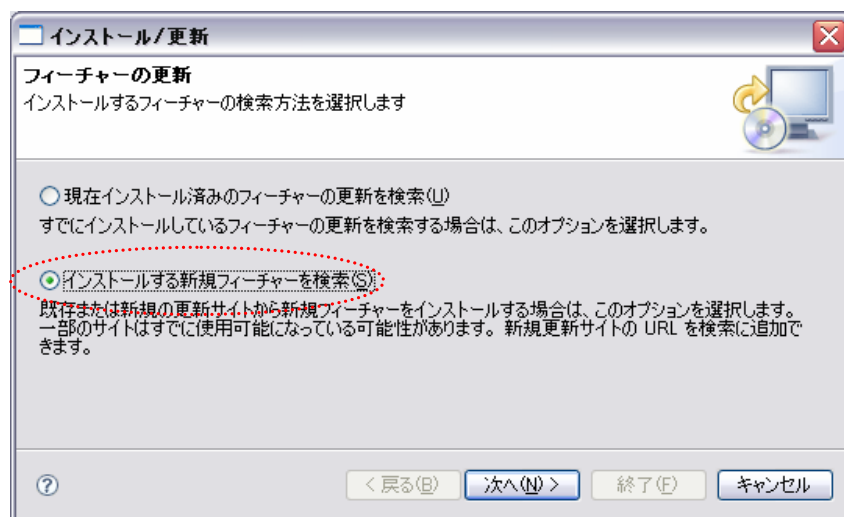 インストール/更新
フィーチャーの更新
インストールするフィーチャーの検索方法を選択します
現在インストール済みのフィーチャーの更新を検索(U)
すでにインストールしているフィーチャーの更新を検索する場合は、このオプションを選択します。
インストールする新規フィーチャーを検索(S)
既存または新規の更新サイトから新規フィーチャーをインストールする場合は、このオプションを選択します。
一部のサイトはすでに使用可能になっている可能性があります。新規更新サイトの URL を検索に追加で
きます。
? < 戻る(B) 次へ(N) > 終了(F) キャンセル